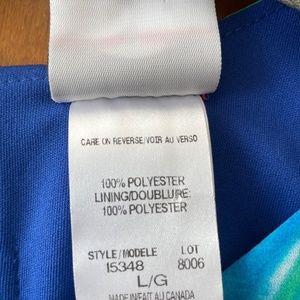 CARE ON REVERSE/VOIR AU VERSO
100% POLYESTER
LINING/DOUBLURE:
100% POLYESTER
STYLE/MODELE LOT
15348 8006
L/G
MADE IN/FAIT AU CANADA